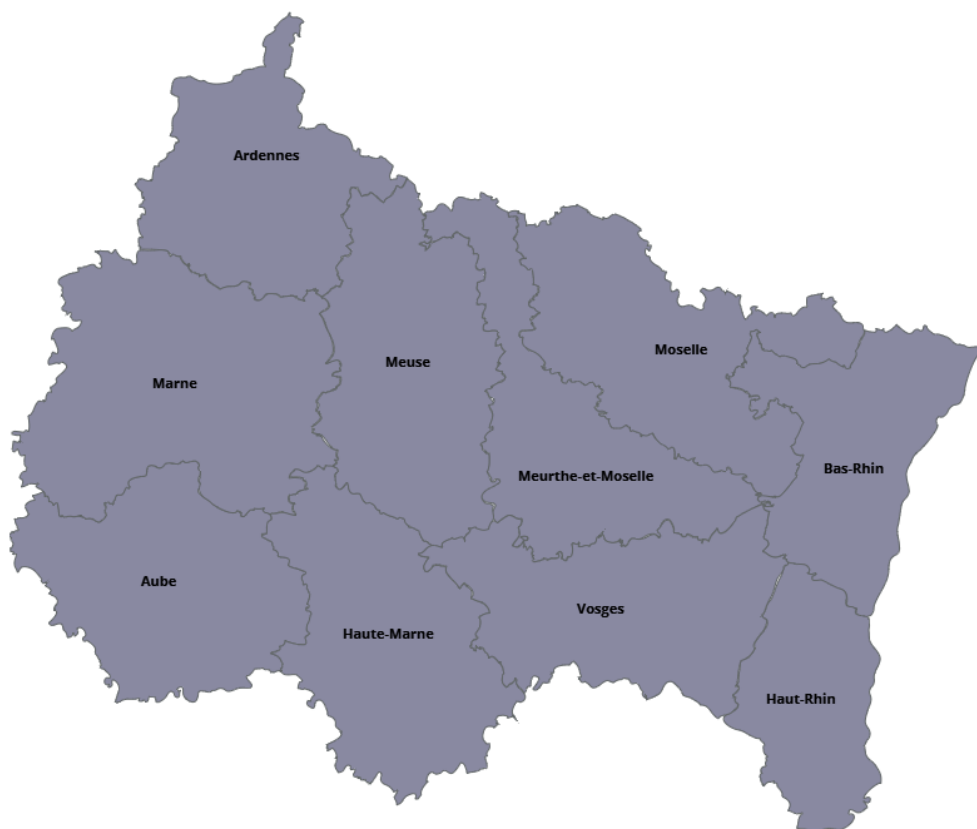 Ardennes
Moselle
Meuse
Marne
Bas-Rhin
Meurthe-et-Moselle
Aube
Vosges
Haute-Marne
Haut-Rhin